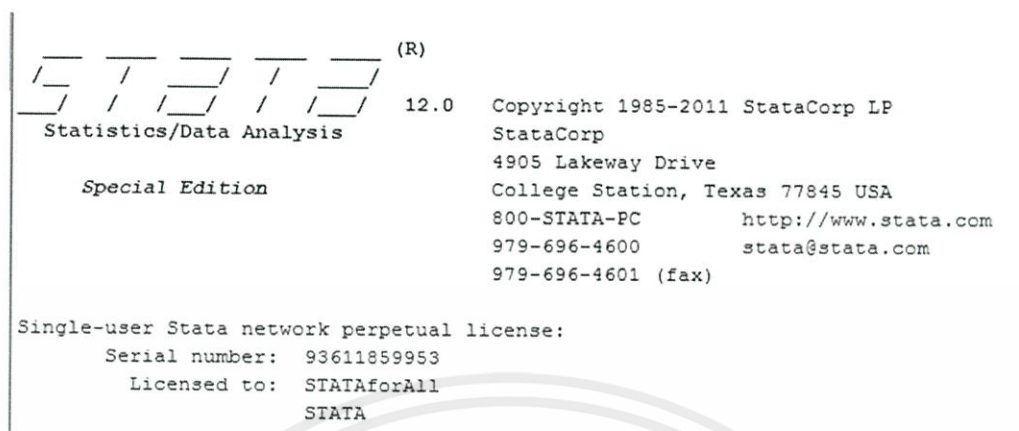 (R)
STATA 12.0 Copyright 1985-2011 StataCorp LP
Statistics/Data Analysis StataCorp
4905 Lakeway Drive
Special Edition College Station, Texas 77845 USA
800-STATA-PC http://www.stata.com
979-696-4600 stata@stata.com
979-696-4601 (fax)
Single-user Stata network perpetual license:
Serial number: 93611859953
Licensed to: STATAforAll
STATA